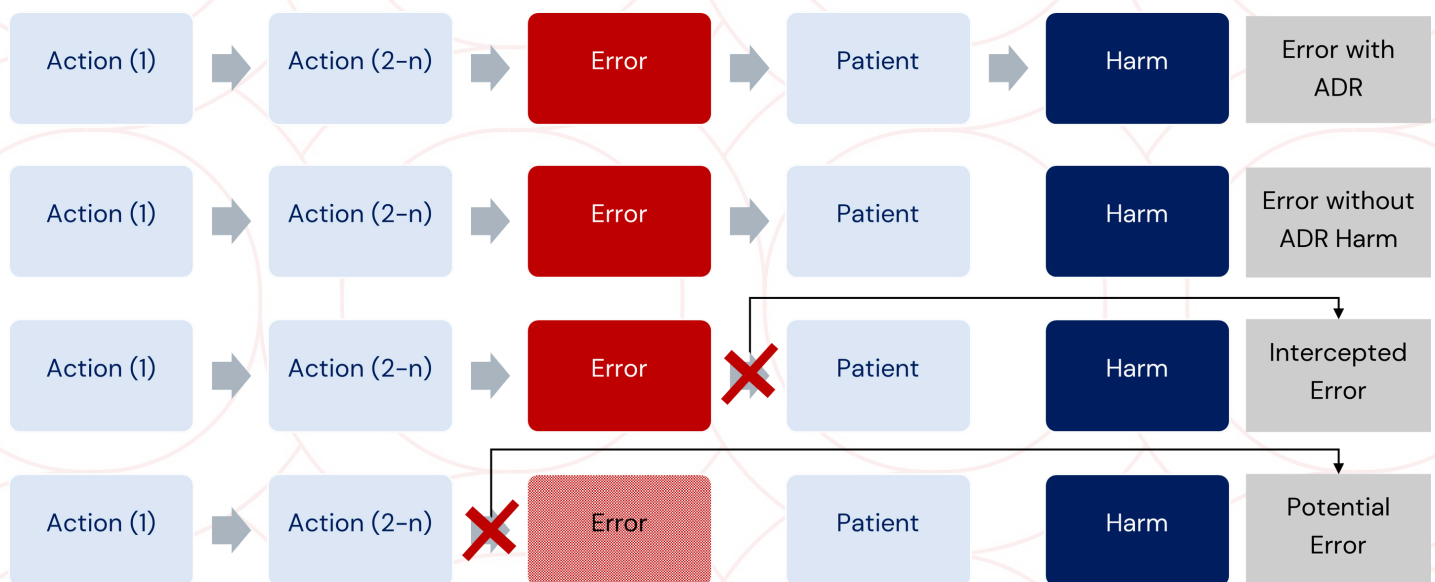 Action (1)
Action (2-n)
Error
Patient
Harm
Error with
ADR
Action (1)
Action (2-n)
Error
Patient
Harm
Error without
ADR Harm
Action (1)
Action (2-n)
Error
Patient
Harm
Intercepted
Error
Action (1)
Action (2-n)
Error
Patient
Harm
Potential
Error